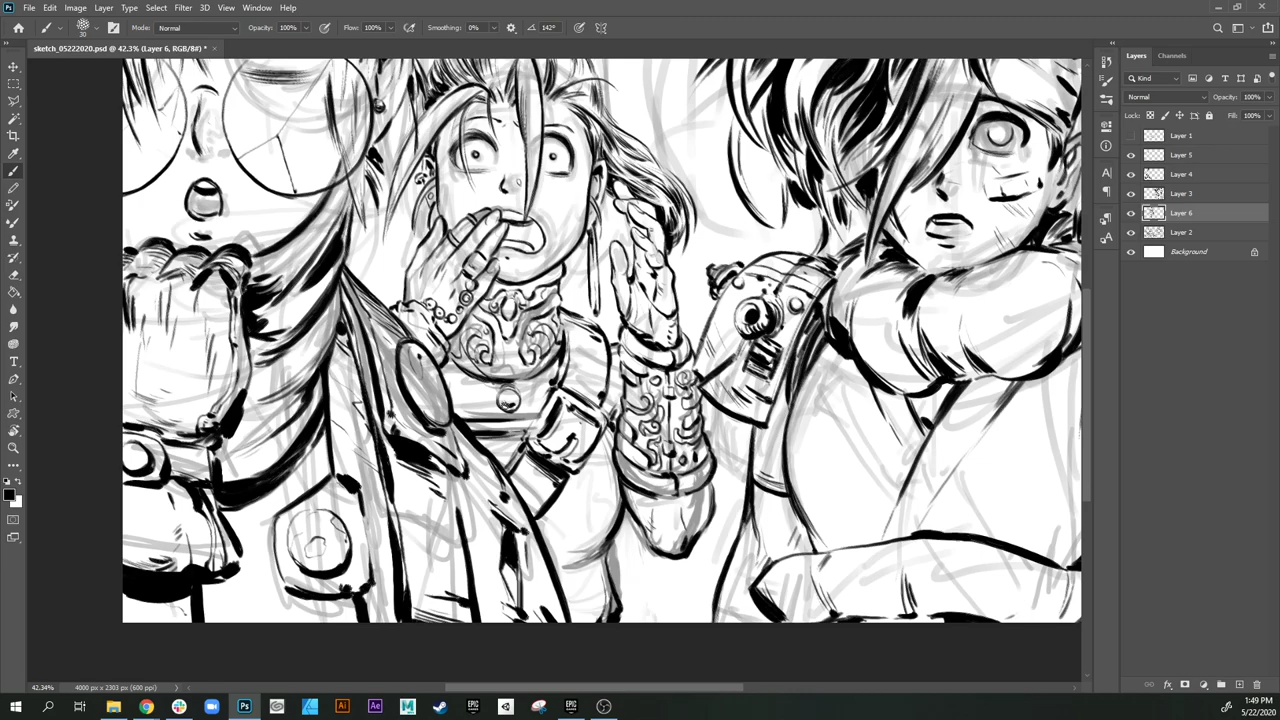 Ps File Edit Image Layer Type Select Filter 3D View Window Help
30 Mode: Normal Opacity: 100% Flow: 100% Smoothing: 0% 142°
sketch_05222020.psd @ 42.3% (Layer 6, RGB/8#) *
Layers Channels
Kind
Normal Opacity: 100%
Lock: Fill: 100%
Layer 1
Layer 5
Layer 4
Layer 3
Layer 6
Layer 2
Background
42.34% 4000 px x 2303 px (600 ppi)
1:49 PM
5/22/2020